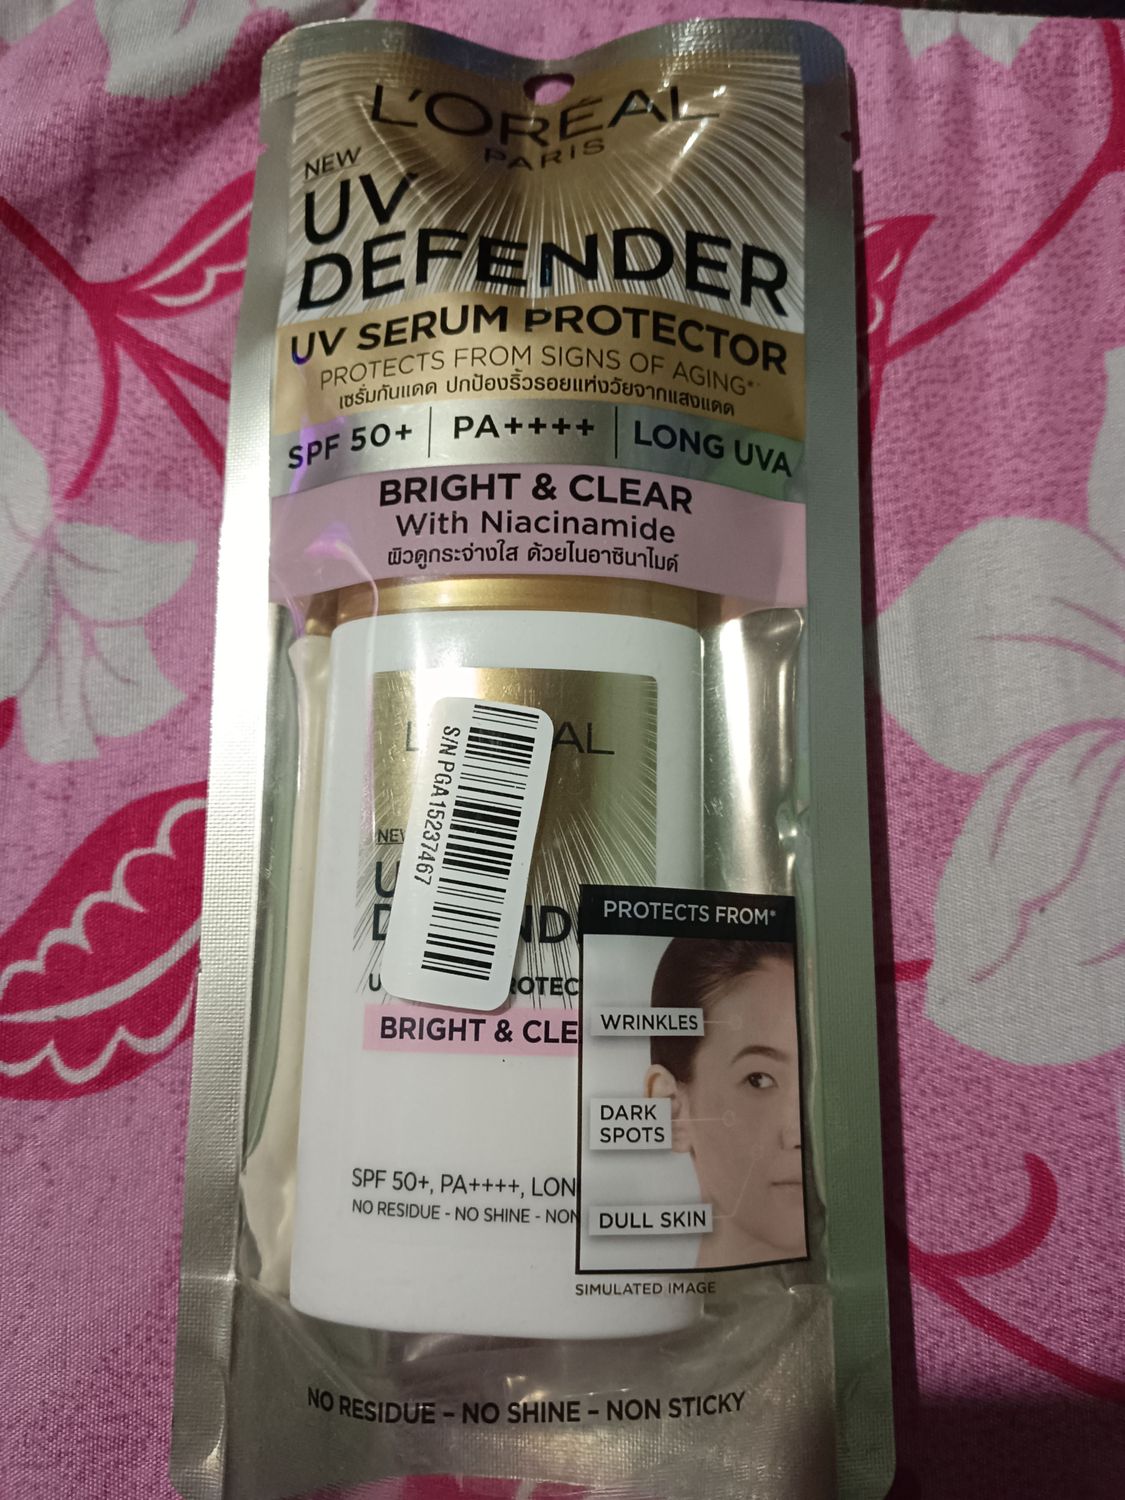 L'ORÉAL
PARIS
NEW
UV
DEFENDER
UV SERUM PROTECTOR
PROTECTS FROM SIGNS OF AGING*
เซรั่มกันแดด ปกป้องริ้วรอยแห่งวัยจากแสงแดด
SPF 50+ | PA++++ | LONG UVA
BRIGHT & CLEAR
With Niacinamide
ผิวดูกระจ่างใส ด้วยไนอาซินาไมด์
S/N PGA15237467
BRIGHT & CLE
SPF 50+, PA++++, LON
NO RESIDUE - NO SHINE - NON
PROTECTS FROM*
WRINKLES
DARK
SPOTS
DULL SKIN
SIMULATED IMAGE
NO RESIDUE – NO SHINE – NON STICKY